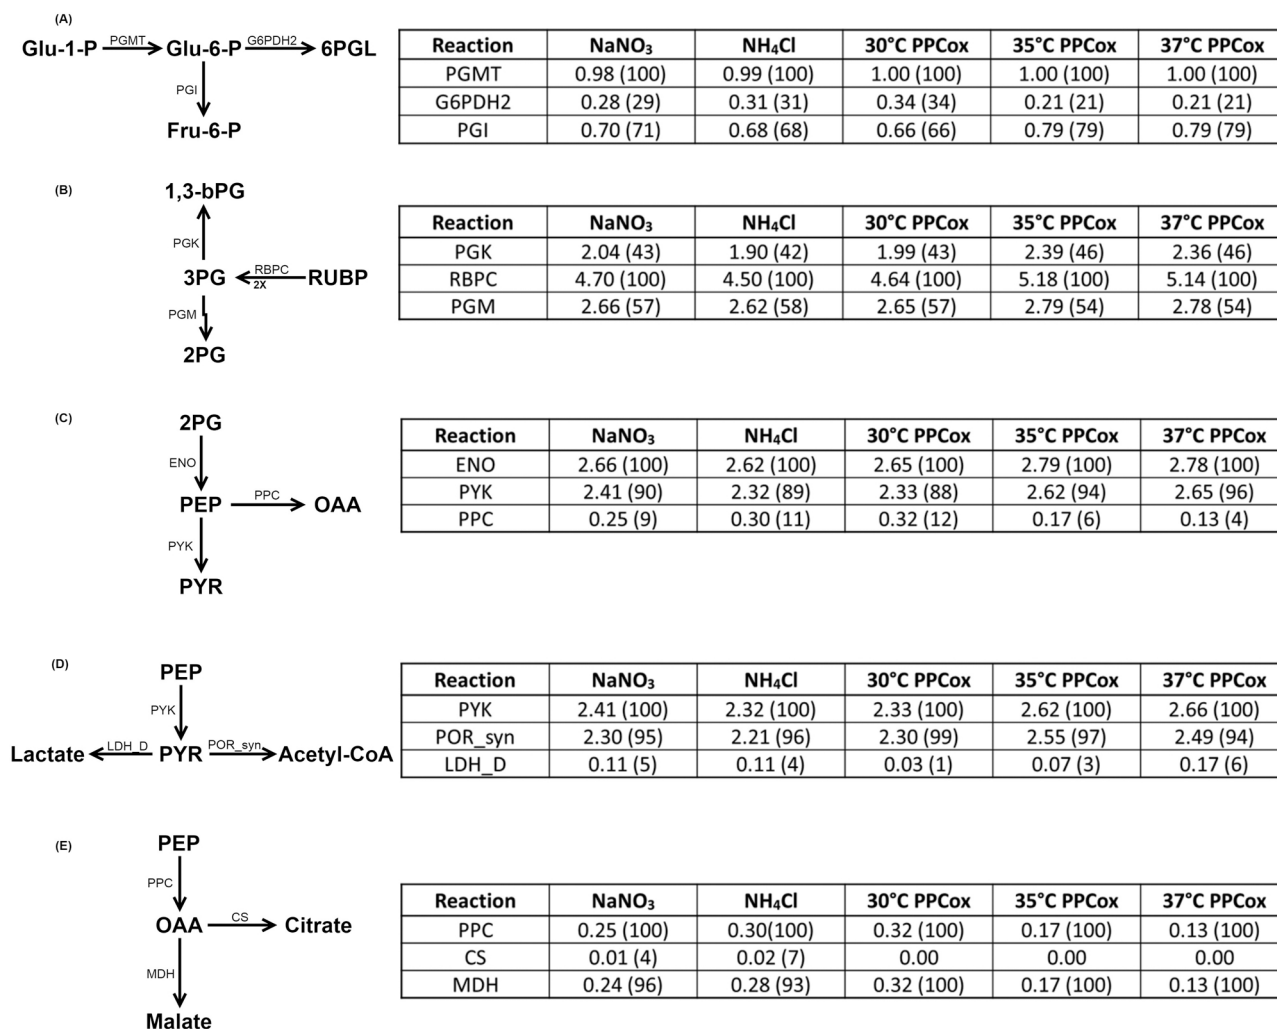 (A)
Glu-1-P PGMT Glu-6-P G6PDH2 6PGL
PGI
Fru-6-P
Reaction NaNO₃ NH₄Cl 30°C PPCox 35°C PPCox 37°C PPCox
PGMT 0.98 (100) 0.99 (100) 1.00 (100) 1.00 (100) 1.00 (100)
G6PDH2 0.28 (29) 0.31 (31) 0.34 (34) 0.21 (21) 0.21 (21)
PGI 0.70 (71) 0.68 (68) 0.66 (66) 0.79 (79) 0.79 (79)
(B)
1,3-bPG
PGK
3PG RBPC 2X RUBP
PGM
2PG
Reaction NaNO₃ NH₄Cl 30°C PPCox 35°C PPCox 37°C PPCox
PGK 2.04 (43) 1.90 (42) 1.99 (43) 2.39 (46) 2.36 (46)
RBPC 4.70 (100) 4.50 (100) 4.64 (100) 5.18 (100) 5.14 (100)
PGM 2.66 (57) 2.62 (58) 2.65 (57) 2.79 (54) 2.78 (54)
(C)
2PG
ENO
PEP PPC OAA
PYK
PYR
Reaction NaNO₃ NH₄Cl 30°C PPCox 35°C PPCox 37°C PPCox
ENO 2.66 (100) 2.62 (100) 2.65 (100) 2.79 (100) 2.78 (100)
PYK 2.41 (90) 2.32 (89) 2.33 (88) 2.62 (94) 2.65 (96)
PPC 0.25 (9) 0.30 (11) 0.32 (12) 0.17 (6) 0.13 (4)
(D)
PEP
PYK
Lactate LDH_D PYR POR_syn Acetyl-CoA
Reaction NaNO₃ NH₄Cl 30°C PPCox 35°C PPCox 37°C PPCox
PYK 2.41 (100) 2.32 (100) 2.33 (100) 2.62 (100) 2.66 (100)
POR_syn 2.30 (95) 2.21 (96) 2.30 (99) 2.55 (97) 2.49 (94)
LDH_D 0.11 (5) 0.11 (4) 0.03 (1) 0.07 (3) 0.17 (6)
(E)
PEP
PPC
OAA CS Citrate
MDH
Malate
Reaction NaNO₃ NH₄Cl 30°C PPCox 35°C PPCox 37°C PPCox
PPC 0.25 (100) 0.30(100) 0.32 (100) 0.17 (100) 0.13 (100)
CS 0.01 (4) 0.02 (7) 0.00 0.00 0.00
MDH 0.24 (96) 0.28 (93) 0.32 (100) 0.17 (100) 0.13 (100)